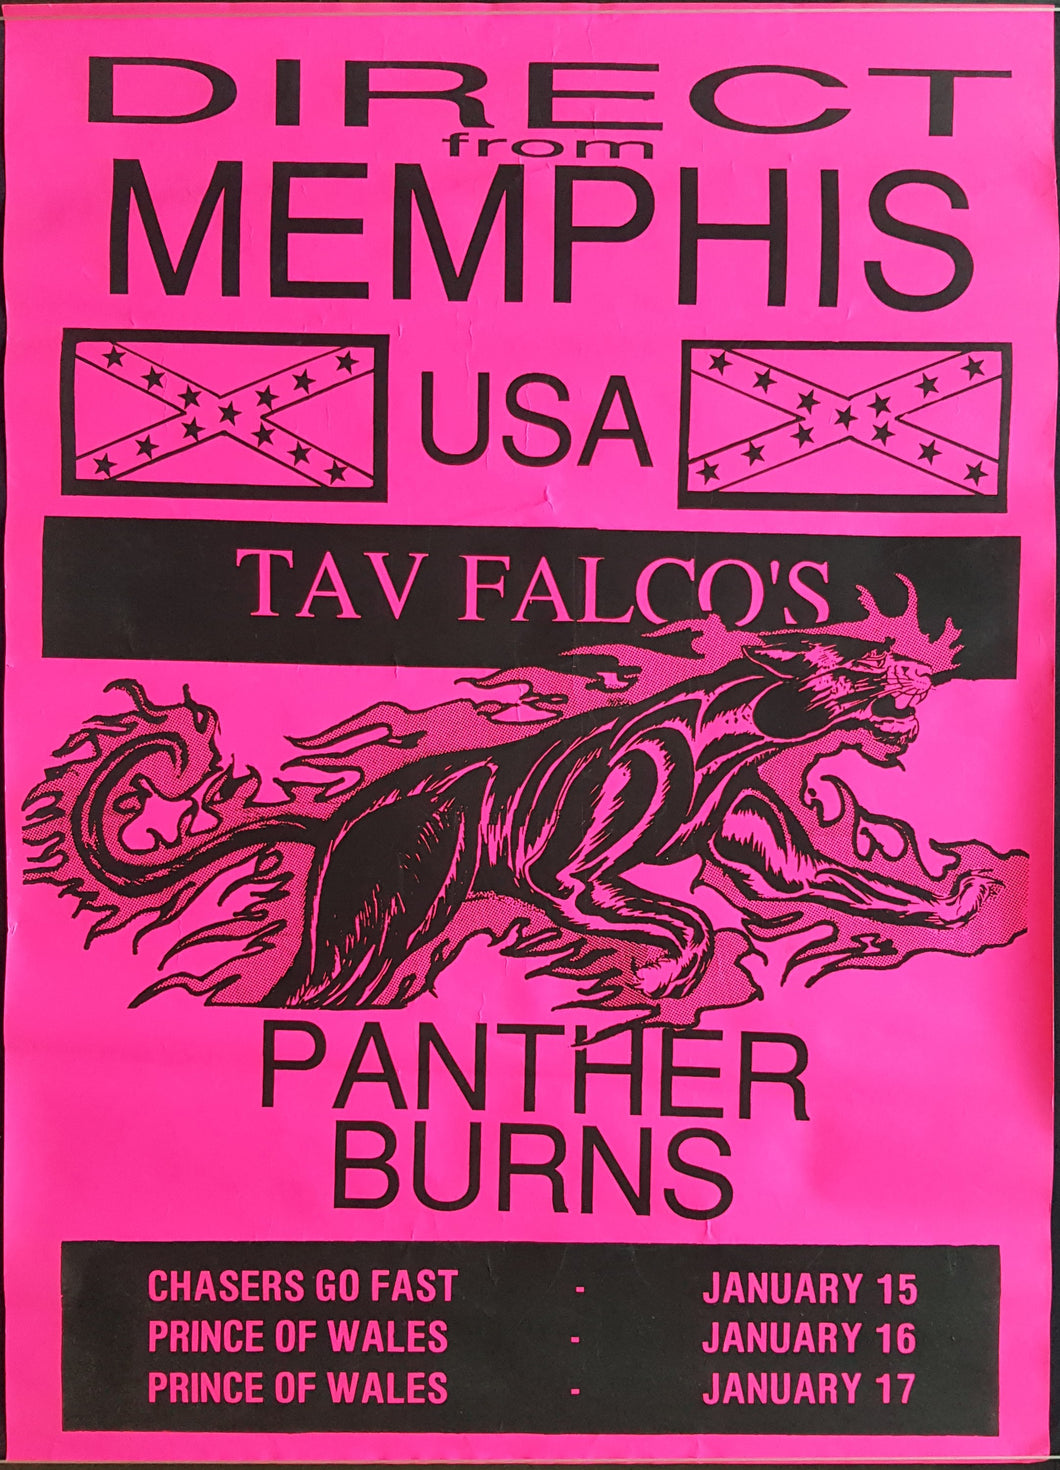 DIRECT
from
MEMPHIS
USA
TAV FALCO'S
PANTHER
BURNS
CHASERS GO FAST - JANUARY 15
PRINCE OF WALES - JANUARY 16
PRINCE OF WALES - JANUARY 17